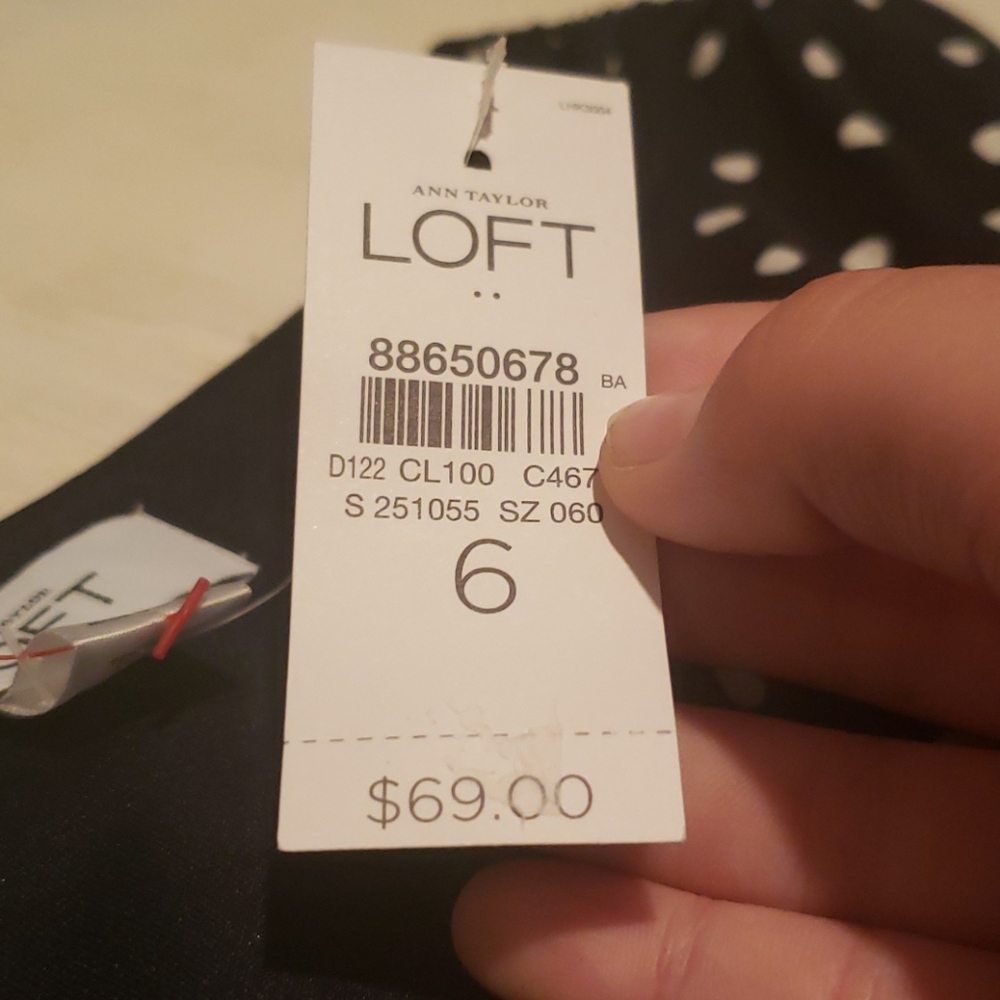 ANN TAYLOR
LOFT
88650678
BA
D122 CL100 C467
S 251055 SZ 060
6
$69.00